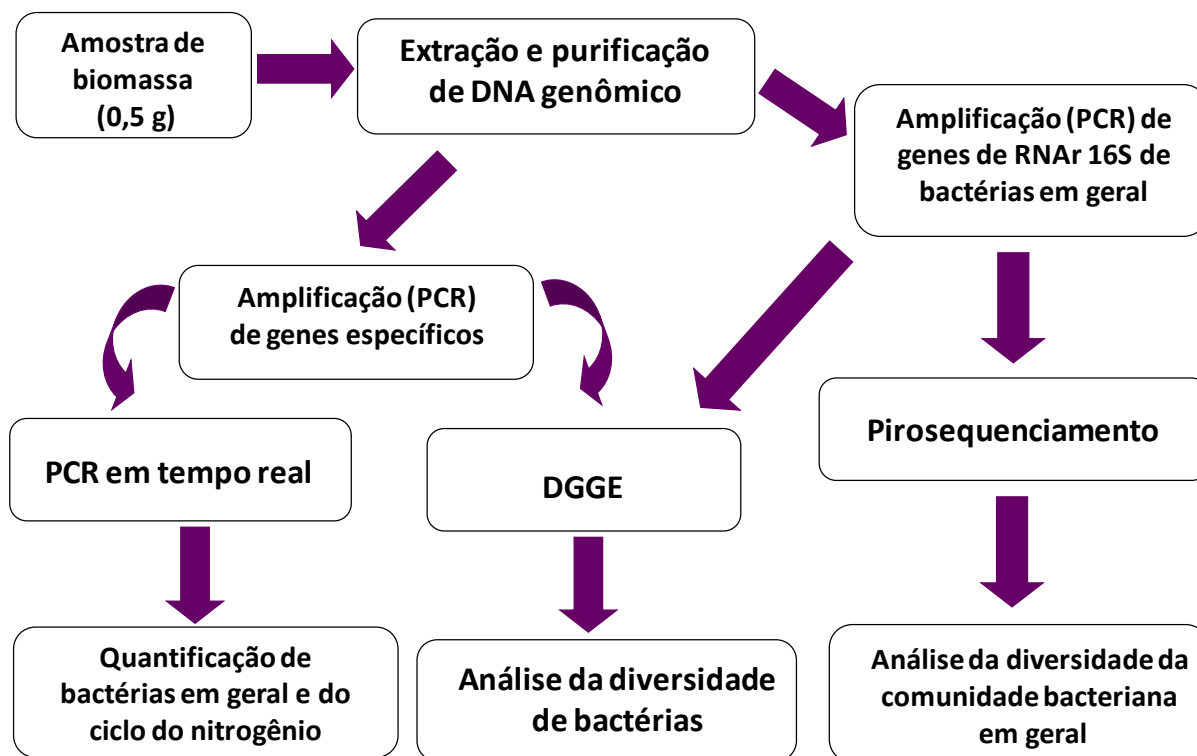 Amostra de
biomassa
(0,5 g)
Extração e purificação
de DNA genômico
Amplificação (PCR) de
genes de RNAr 16S de
bactérias em geral
Amplificação (PCR)
de genes específicos
PCR em tempo real
DGGE
Pirosequenciamento
Quantificação de
bactérias em geral e do
ciclo do nitrogênio
Análise da diversidade
de bactérias
Análise da diversidade da
comunidade bacteriana
em geral